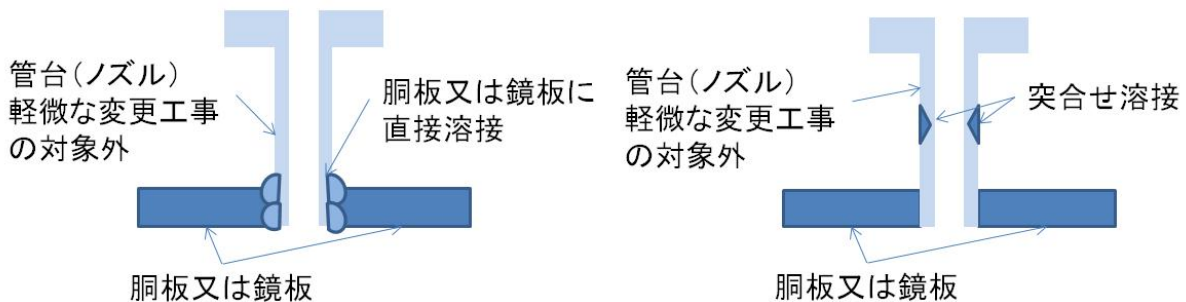 管台(ノズル)
軽微な変更工事
の対象外
胴板又は鏡板に
直接溶接
胴板又は鏡板
管台(ノズル)
軽微な変更工事
の対象外
突合せ溶接
胴板又は鏡板